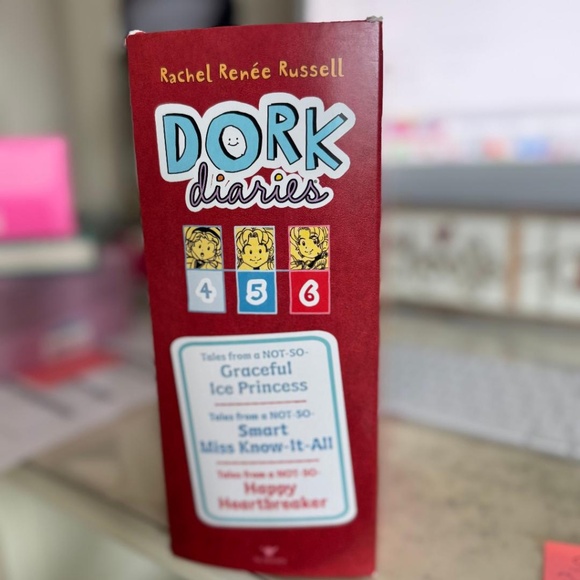 Rachel Renée Russell
DORK
diaries
4 5 6
Tales from a NOT-SO-
Graceful
Ice Princess
Tales from a NOT-SO-
Smart
Miss Know-It-All
Tales from a NOT-SO-
Happy
Heartbreaker